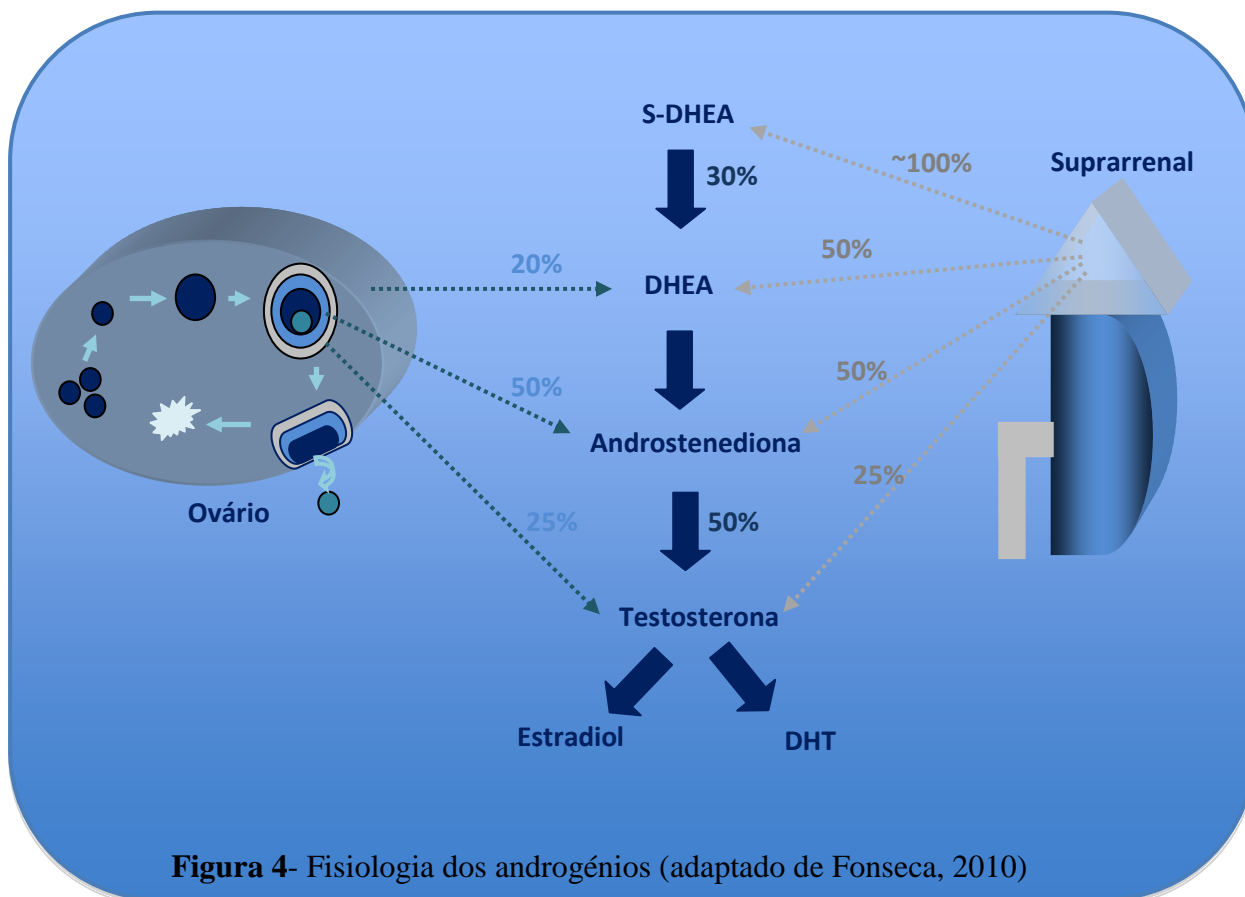 S-DHEA
~100%
Suprarrenal
30%
20%
50%
DHEA
50%
50%
Androstenediona
25%
Ovário
25%
50%
Testosterona
Estradiol
DHT
Figura 4- Fisiologia dos androgénios (adaptado de Fonseca, 2010)